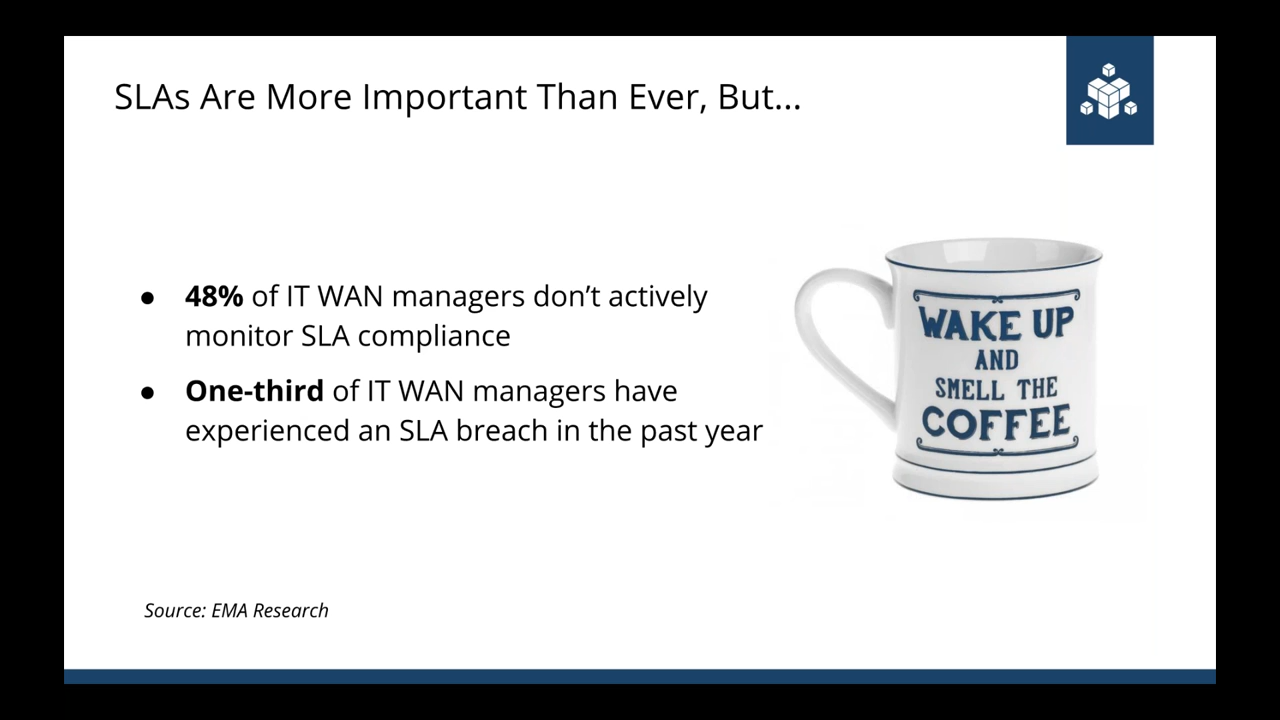 SLAs Are More Important Than Ever, But...
● 48% of IT WAN managers don’t actively
monitor SLA compliance
● One-third of IT WAN managers have
experienced an SLA breach in the past year
WAKE UP
AND
SMELL THE
COFFEE
Source: EMA Research